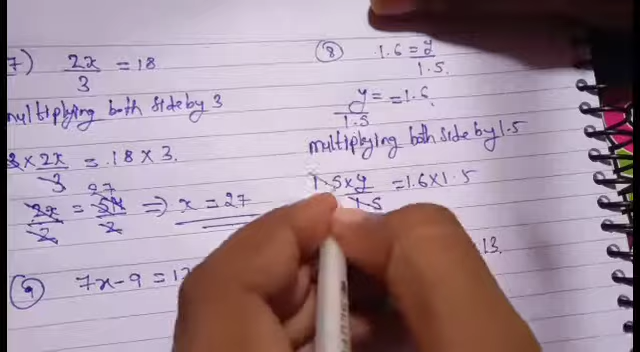 7) 2x/3 = 18
multiplying both side by 3
3 × 2x/3 = 18 × 3
2x/2 = 54/2 27 ⇒ x = 27
9 7x - 9 = 1
8 1.6 = y/1.5
y/1.5 = = 1.6
multiplying both side by 1.5
1.5 × y/1.5 = 1.6 × 1.5
13.